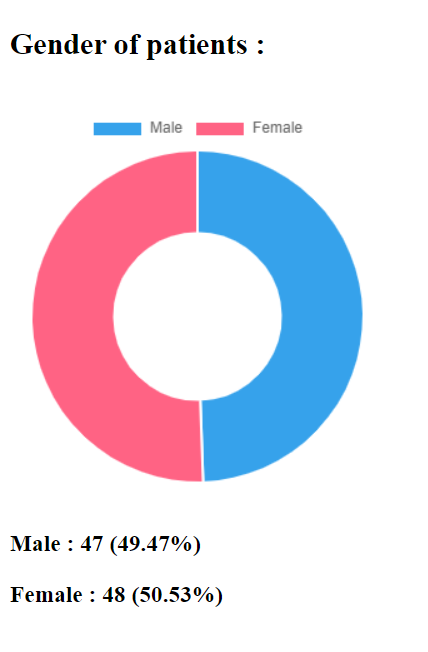 Gender of patients :
Male Female
Male : 47 (49.47%)
Female : 48 (50.53%)